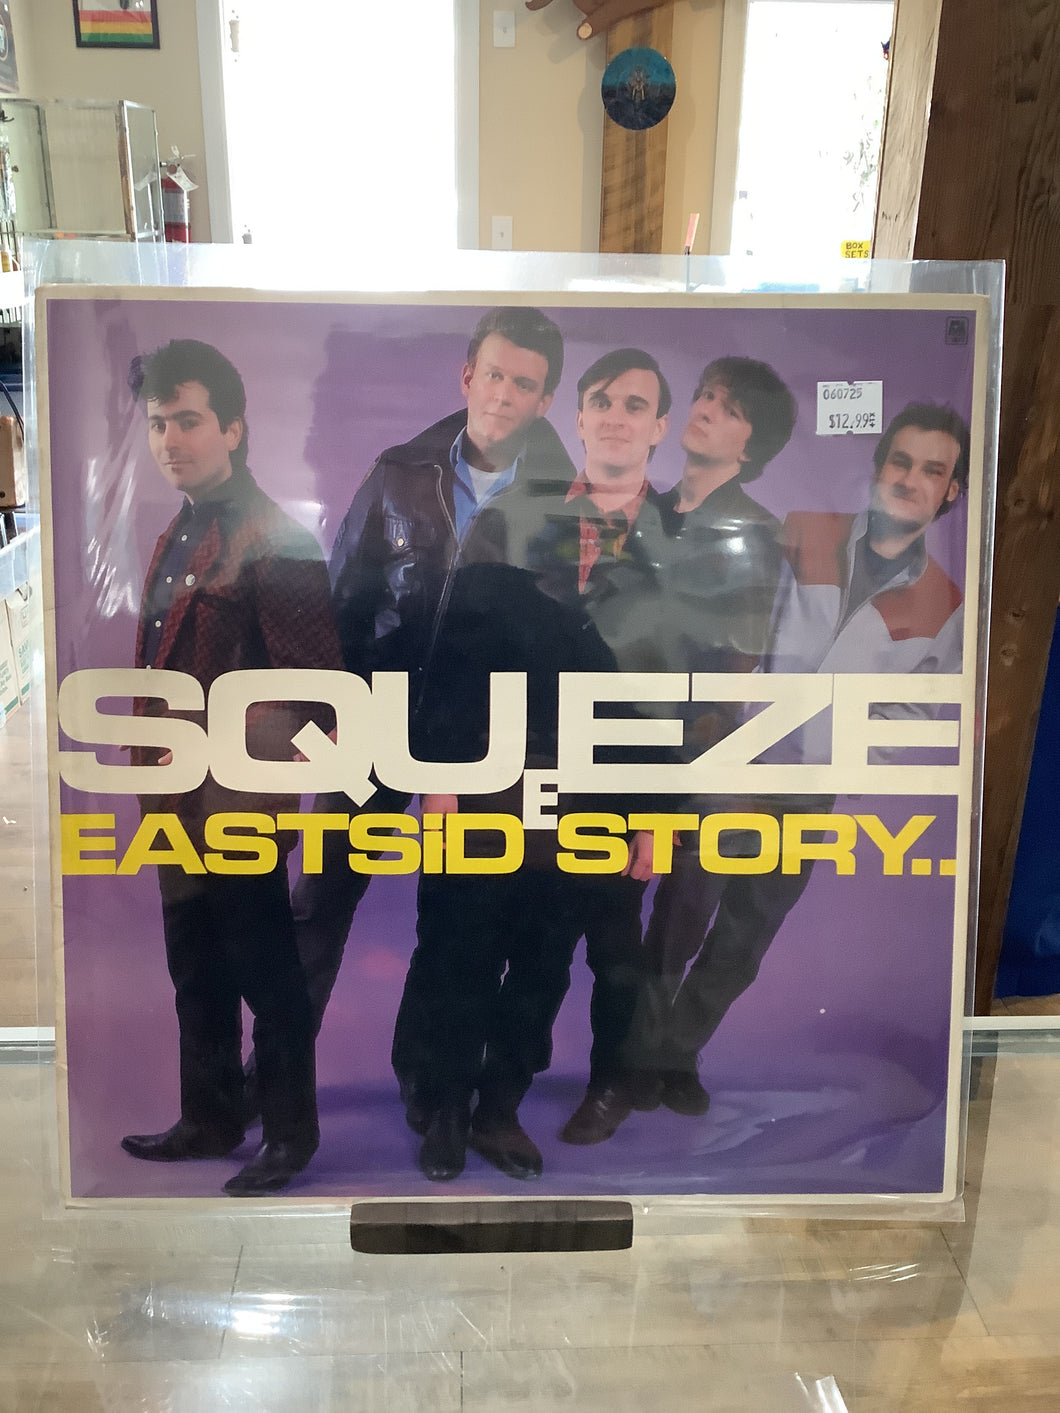 BOX
SETS
060725
$12.99
SQUEEZE
EASTSiD STORY..